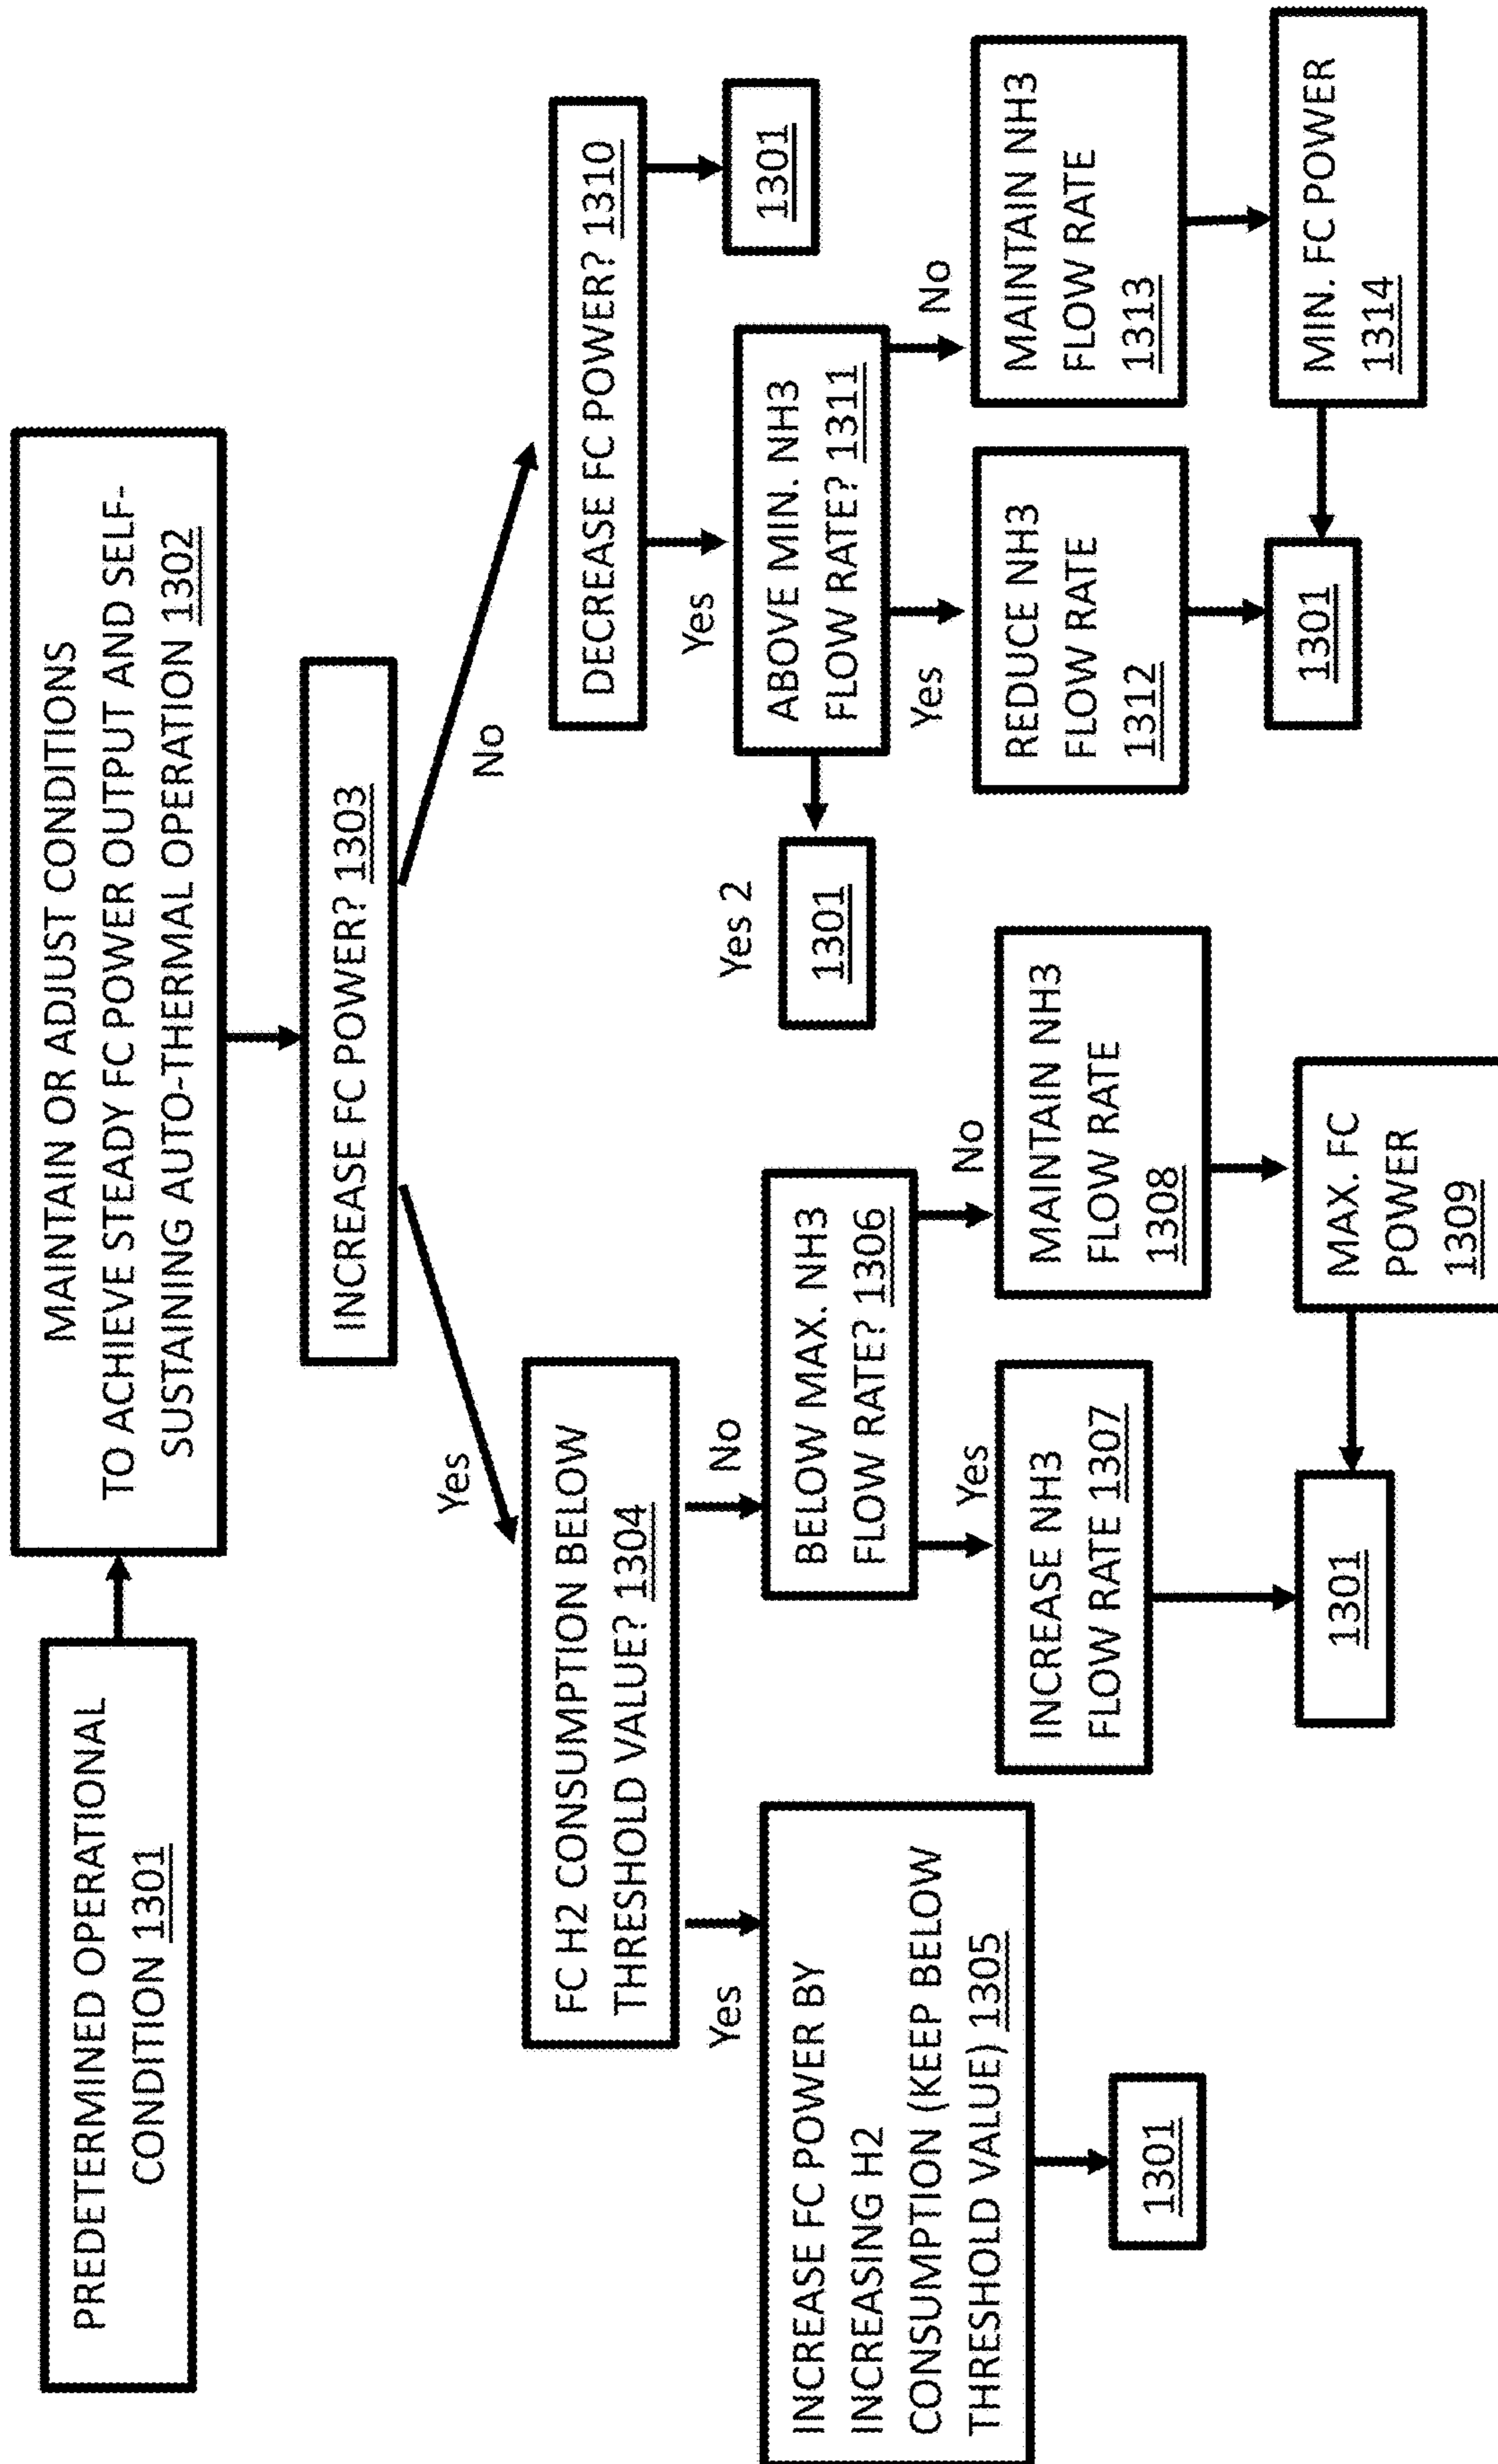 PREDETERMINED OPERATIONAL
CONDITION 1301
MAINTAIN OR ADJUST CONDITIONS
TO ACHIEVE STEADY FC POWER OUTPUT AND SELF-
SUSTAINING AUTO-THERMAL OPERATION 1302
INCREASE FC POWER? 1303
Yes
No
FC H2 CONSUMPTION BELOW
THRESHOLD VALUE? 1304
DECREASE FC POWER? 1310
Yes
No
Yes 2
Yes
INCREASE FC POWER BY
INCREASING H2
CONSUMPTION (KEEP BELOW
THRESHOLD VALUE) 1305
BELOW MAX. NH3
FLOW RATE? 1306
1301
ABOVE MIN. NH3
FLOW RATE? 1311
1301
Yes
No
Yes
No
1301
INCREASE NH3
FLOW RATE 1307
MAINTAIN NH3
FLOW RATE
1308
REDUCE NH3
FLOW RATE
1312
MAINTAIN NH3
FLOW RATE
1313
1301
MAX. FC
POWER
1309
1301
MIN. FC POWER
1314